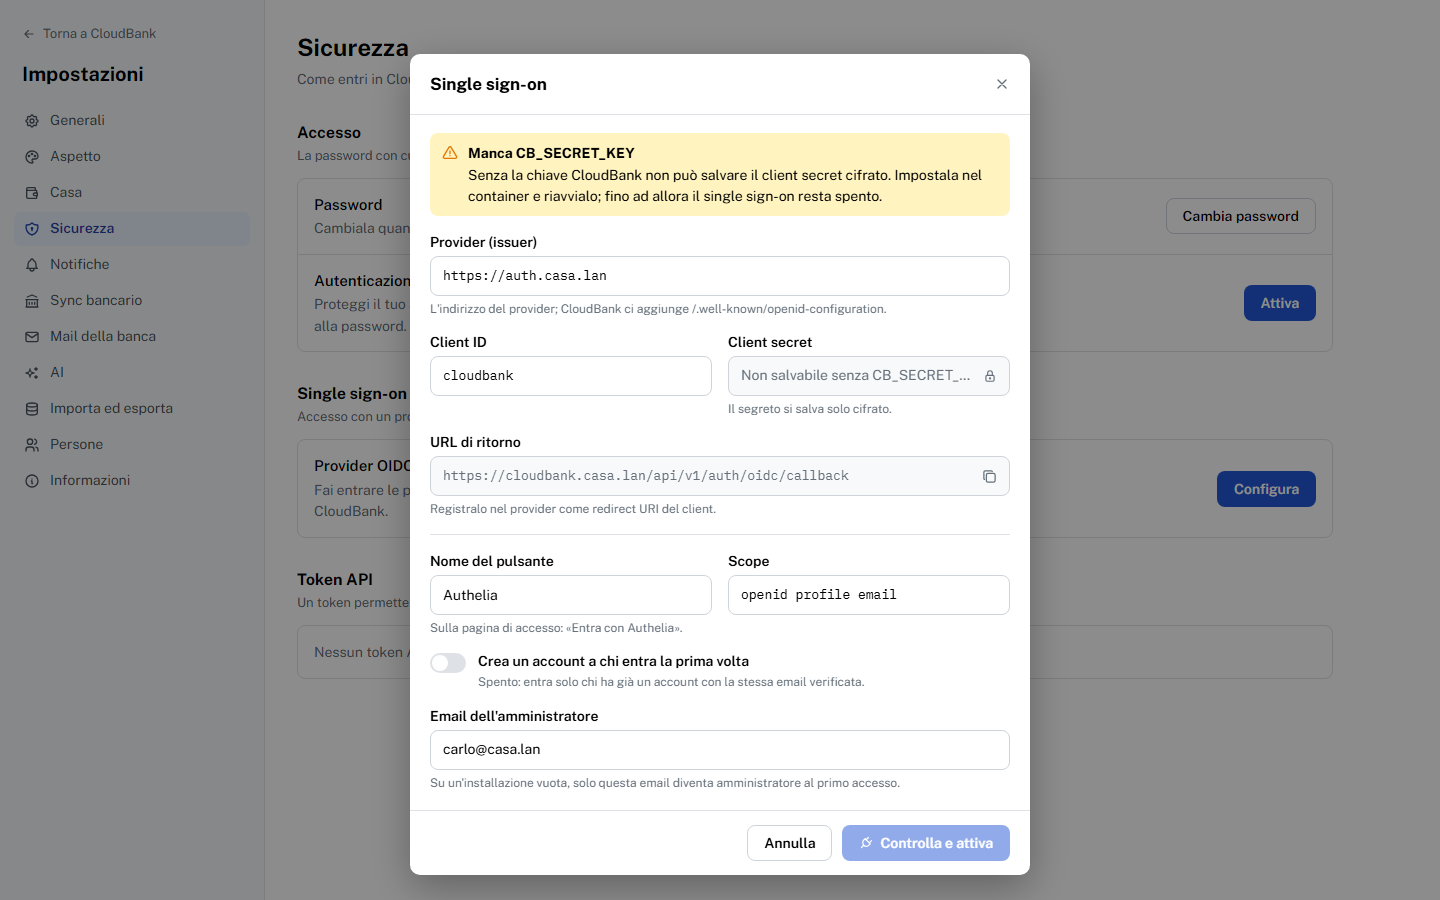 Torna a CloudBank
Impostazioni
Generali
Aspetto
Casa
Sicurezza
Notifiche
Sync bancario
Mail della banca
AI
Importa ed esporta
Persone
Informazioni
Sicurezza
Come entri in Clou
Accesso
La password con cu
Password
Cambiala quan
Cambia password
Autenticazion
Proteggi il tuo
alla password.
Attiva
Single sign-on
Accesso con un pro
Provider OIDC
Fai entrare le p
CloudBank.
Configura
Token API
Un token permette
Nessun token A
Single sign-on
Manca CB_SECRET_KEY
Senza la chiave CloudBank non può salvare il client secret cifrato. Impostala nel
container e riavvialo; fino ad allora il single sign-on resta spento.
Provider (issuer)
https://auth.casa.lan
L'indirizzo del provider; CloudBank ci aggiunge /.well-known/openid-configuration.
Client ID
cloudbank
Client secret
Non salvabile senza CB_SECRET_...
Il segreto si salva solo cifrato.
URL di ritorno
https://cloudbank.casa.lan/api/v1/auth/oidc/callback
Registralo nel provider come redirect URI del client.
Nome del pulsante
Authelia
Sulla pagina di accesso: «Entra con Authelia».
Scope
openid profile email
Crea un account a chi entra la prima volta
Spento: entra solo chi ha già un account con la stessa email verificata.
Email dell'amministratore
carlo@casa.lan
Su un'installazione vuota, solo questa email diventa amministratore al primo accesso.
Annulla
Controlla e attiva